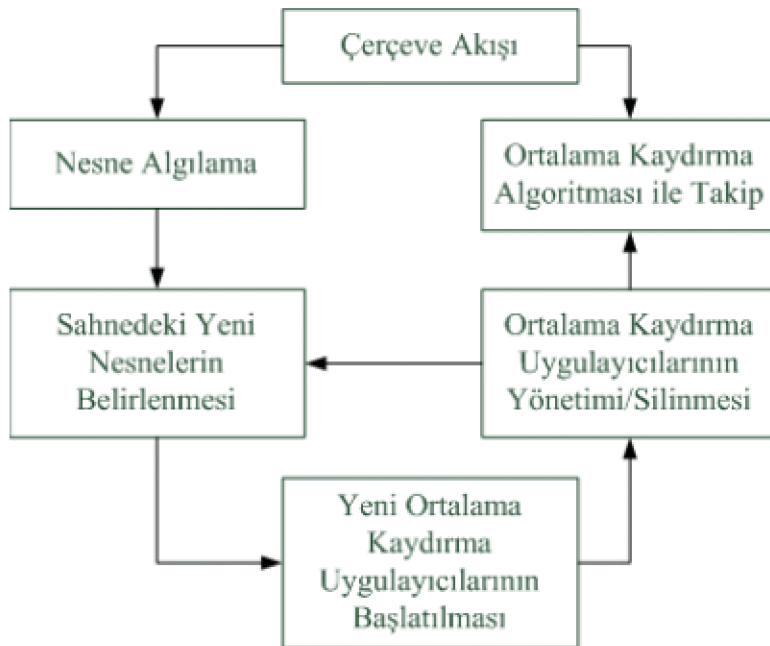 Çerçeve Akışı
Nesne Algılama
Ortalama Kaydırma
Algoritması ile Takip
Sahnedeki Yeni
Nesnelerin
Belirlenmesi
Ortalama Kaydırma
Uygulayıcılarının
Yönetimi/Silinmesi
Yeni Ortalama
Kaydırma
Uygulayıcılarının
Başlatılması